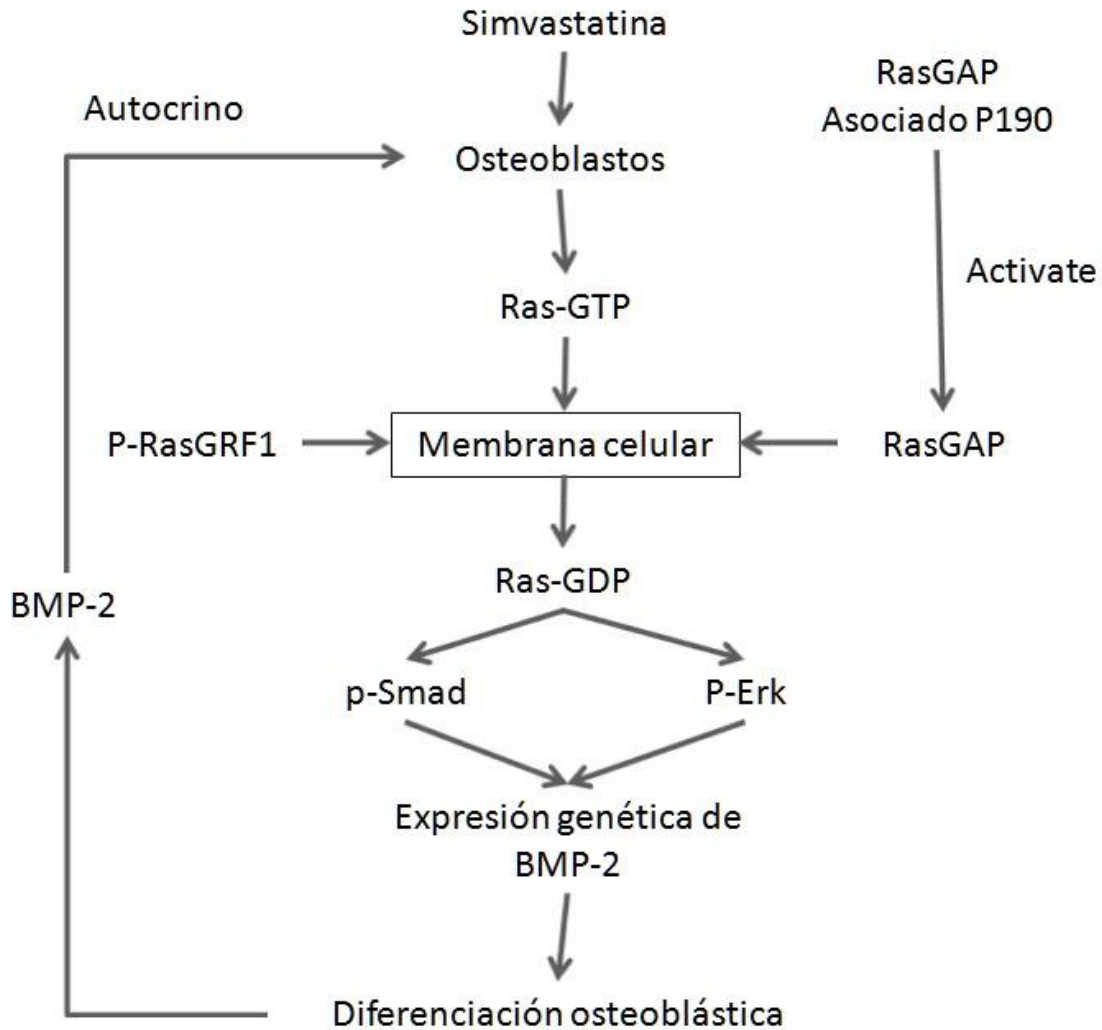 Simvastatina
RasGAP
Asociado P190
Autocrino
Osteoblastos
Activate
Ras-GTP
P-RasGRF1
Membrana celular
RasGAP
Ras-GDP
BMP-2
p-Smad
P-Erk
Expresión genética de
BMP-2
Diferenciación osteoblástica